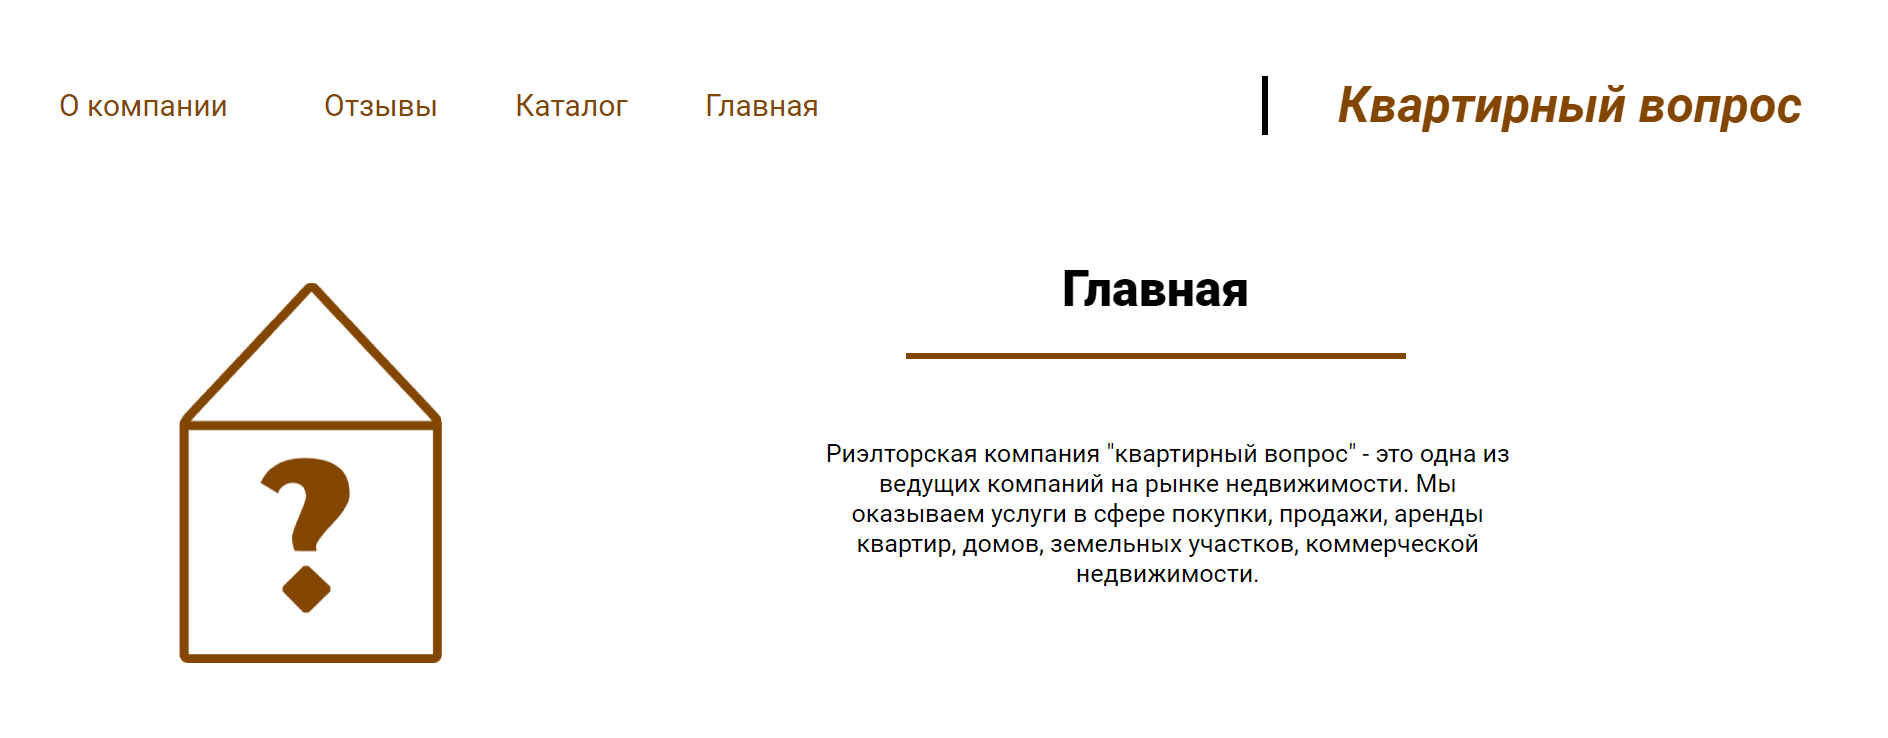 О компании Отзывы Каталог Главная Квартирный вопрос
Главная
?
Риэлторская компания "квартирный вопрос" - это одна из
ведущих компаний на рынке недвижимости. Мы
оказываем услуги в сфере покупки, продажи, аренды
квартир, домов, земельных участков, коммерческой
недвижимости.